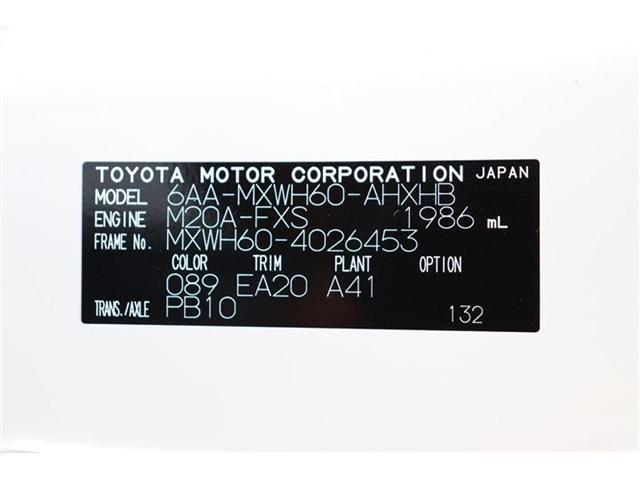 TOYOTA MOTOR CORPORATION JAPAN
MODEL 6AA-MXWH60-AHXHB
ENGINE M20A-FXS 1986 mL
FRAME No. MXWH60-4026453
COLOR TRIM PLANT OPTION
089 EA20 A41
TRANS./AXLE PB10 132